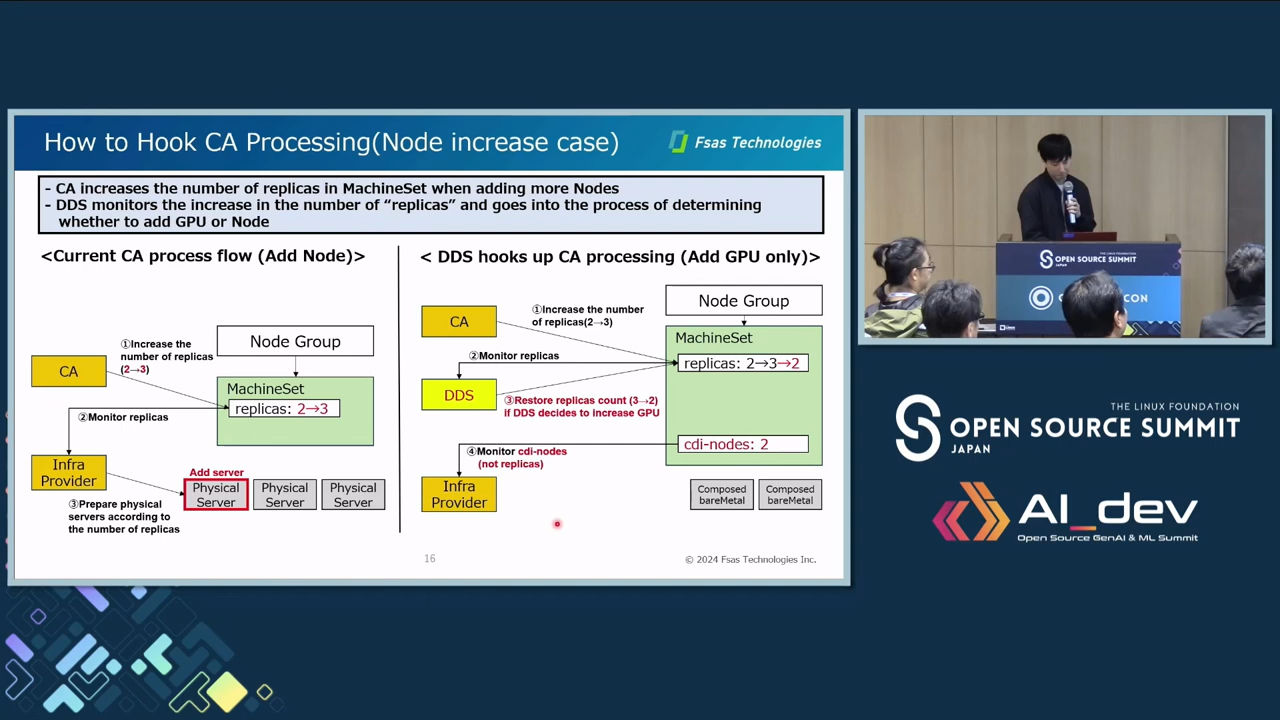 How to Hook CA Processing(Node increase case)
Fsas Technologies
- CA increases the number of replicas in MachineSet when adding more Nodes
- DDS monitors the increase in the number of “replicas” and goes into the process of determining
whether to add GPU or Node
<Current CA process flow (Add Node)>
CA
①Increase the
number of replicas
(2→3)
Node Group
MachineSet
replicas: 2→3
②Monitor replicas
Infra
Provider
③Prepare physical
servers according to
the number of replicas
Add server
Physical
Server
Physical
Server
Physical
Server
< DDS hooks up CA processing (Add GPU only)>
CA
①Increase the number
of replicas(2→3)
Node Group
MachineSet
replicas: 2→3→2
②Monitor replicas
DDS
③Restore replicas count (3→2)
if DDS decides to increase GPU
cdi-nodes: 2
④Monitor cdi-nodes
(not replicas)
Infra
Provider
Composed
bareMetal
Composed
bareMetal
16
© 2024 Fsas Technologies Inc.
OPEN SOURCE SUMMIT
JAPAN
CON
THE LINUX FOUNDATION
OPEN SOURCE SUMMIT
JAPAN
AI_dev
Open Source GenAI & ML Summit